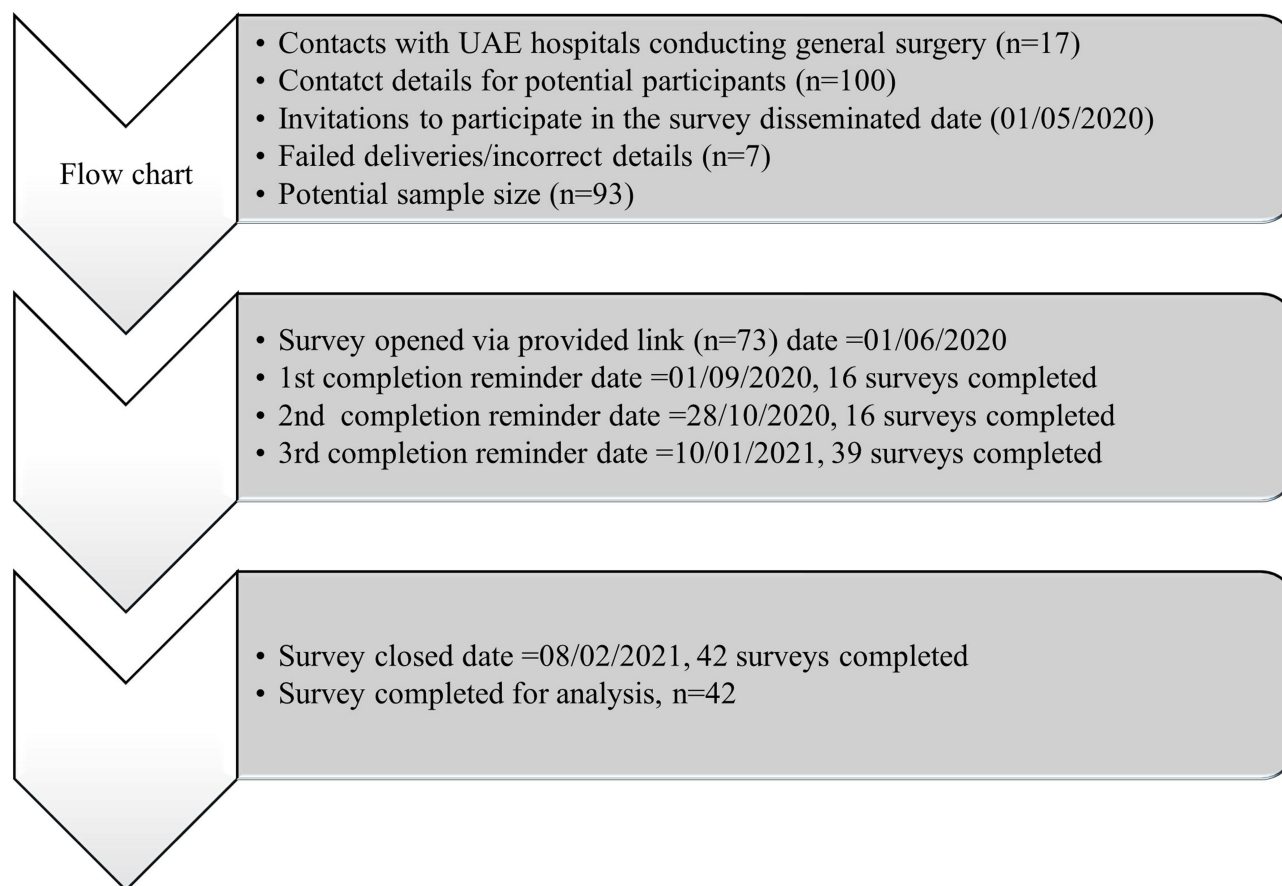 Flow chart
• Contacts with UAE hospitals conducting general surgery (n=17)
• Contatct details for potential participants (n=100)
• Invitations to participate in the survey disseminated date (01/05/2020)
• Failed deliveries/incorrect details (n=7)
• Potential sample size (n=93)
• Survey opened via provided link (n=73) date =01/06/2020
• 1st completion reminder date =01/09/2020, 16 surveys completed
• 2nd  completion reminder date =28/10/2020, 16 surveys completed
• 3rd completion reminder date =10/01/2021, 39 surveys completed
• Survey closed date =08/02/2021, 42 surveys completed
• Survey completed for analysis, n=42